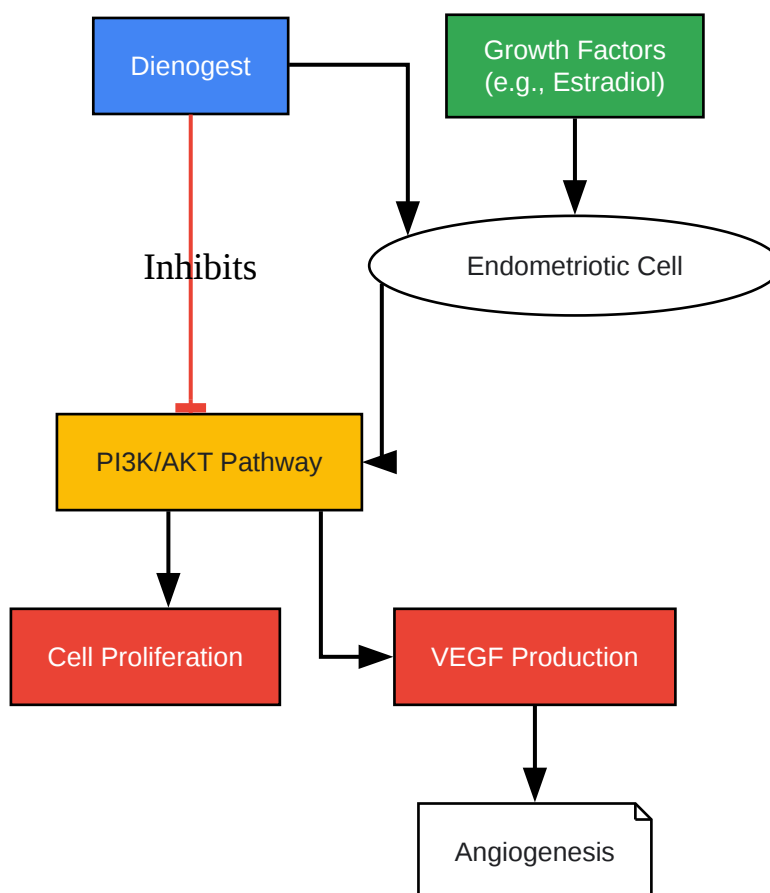 Dienogest
Growth Factors
(e.g., Estradiol)
Inhibits
Endometriotic Cell
PI3K/AKT Pathway
Cell Proliferation
VEGF Production
Angiogenesis